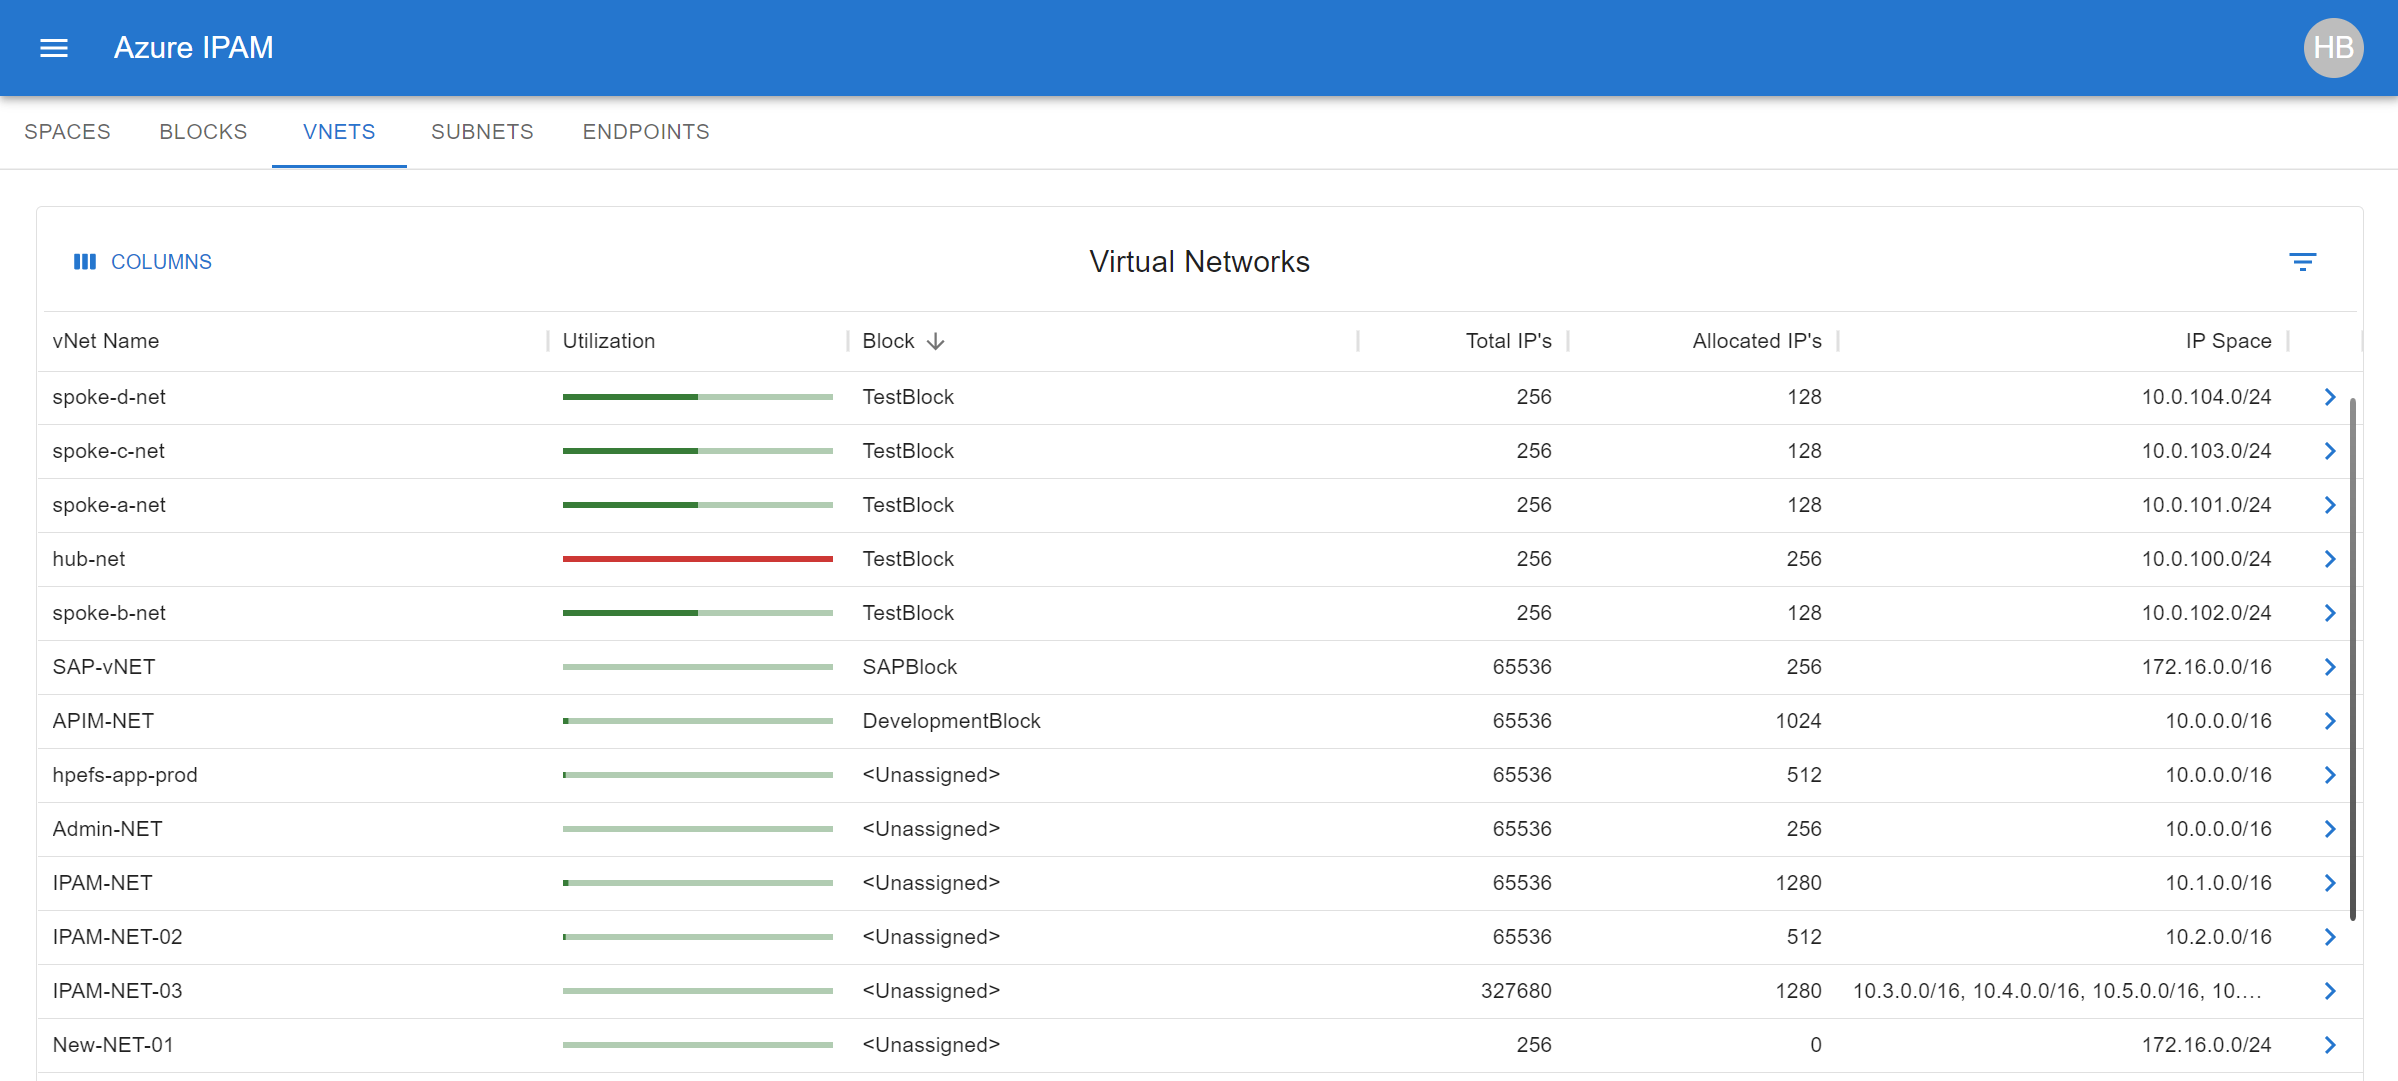 Azure IPAM HB
SPACES BLOCKS VNETS SUBNETS ENDPOINTS
COLUMNS Virtual Networks
vNet Name Utilization Block Total IP's Allocated IP's IP Space
spoke-d-net TestBlock 256 128 10.0.104.0/24
spoke-c-net TestBlock 256 128 10.0.103.0/24
spoke-a-net TestBlock 256 128 10.0.101.0/24
hub-net TestBlock 256 256 10.0.100.0/24
spoke-b-net TestBlock 256 128 10.0.102.0/24
SAP-vNET SAPBlock 65536 256 172.16.0.0/16
APIM-NET DevelopmentBlock 65536 1024 10.0.0.0/16
hpefs-app-prod <Unassigned> 65536 512 10.0.0.0/16
Admin-NET <Unassigned> 65536 256 10.0.0.0/16
IPAM-NET <Unassigned> 65536 1280 10.1.0.0/16
IPAM-NET-02 <Unassigned> 65536 512 10.2.0.0/16
IPAM-NET-03 <Unassigned> 327680 1280 10.3.0.0/16, 10.4.0.0/16, 10.5.0.0/16, 10....
New-NET-01 <Unassigned> 256 0 172.16.0.0/24